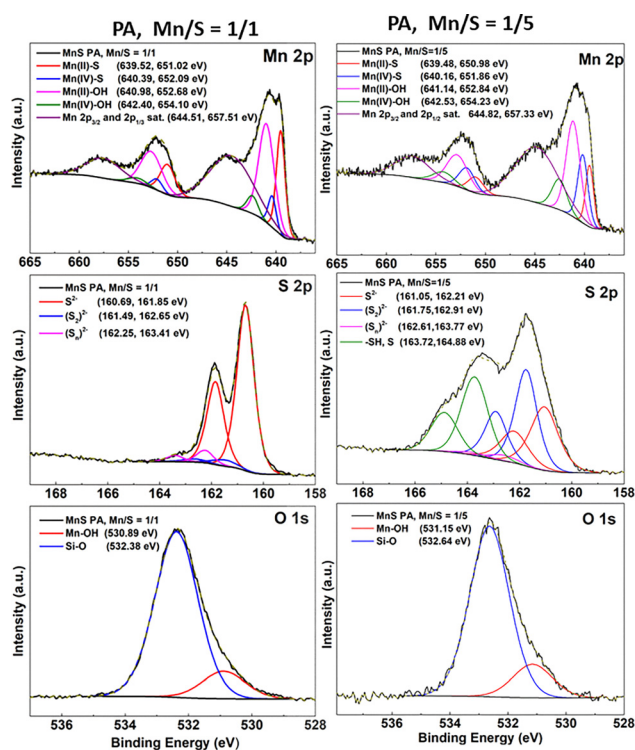 PA, Mn/S = 1/1
MnS PA, Mn/S = 1/1
Mn 2p
Mn(II)-S (639.52, 651.02 eV)
Mn(IV)-S (640.39, 652.09 eV)
Mn(II)-OH (640.98, 652.68 eV)
Mn(IV)-OH (642.40, 654.10 eV)
Mn 2p3/2 and 2p1/3 sat. (644.51, 657.51 eV)
Intensity (a.u.)
665 660 655 650 645 640
MnS PA, Mn/S = 1/1
S 2p
S2- (160.69, 161.85 eV)
(S2)2- (161.49, 162.65 eV)
(Sn)2- (162.25, 163.41 eV)
Intensity (a.u.)
168 166 164 162 160 158
MnS PA, Mn/S = 1/1
O 1s
Mn-OH (530.89 eV)
Si-O (532.38 eV)
Intensity (a.u.)
536 534 532 530 528
Binding Energy (eV)
PA, Mn/S = 1/5
MnS PA, Mn/S=1/5
Mn 2p
Mn(II)-S (639.48, 650.98 eV)
Mn(IV)-S (640.16, 651.86 eV)
Mn(II)-OH (641.14, 652.84 eV)
Mn(IV)-OH (642.53, 654.23 eV)
Mn 2p3/2 and 2p1/3 sat. 644.82, 657.33 eV)
Intensity (a.u.)
665 660 655 650 645 640
MnS PA, Mn/S=1/5
S 2p
S2- (161.05, 162.21 eV)
(S2)2- (161.75, 162.91 eV)
(Sn)2- (162.61, 163.77 eV)
-SH, S (163.72, 164.88 eV)
Intensity (a.u.)
168 166 164 162 160 158
MnS PA, Mn/S = 1/5
O 1s
Mn-OH (531.15 eV)
Si-O (532.64 eV)
Intensity (a.u.)
536 534 532 530 528
Binding Energy (eV)